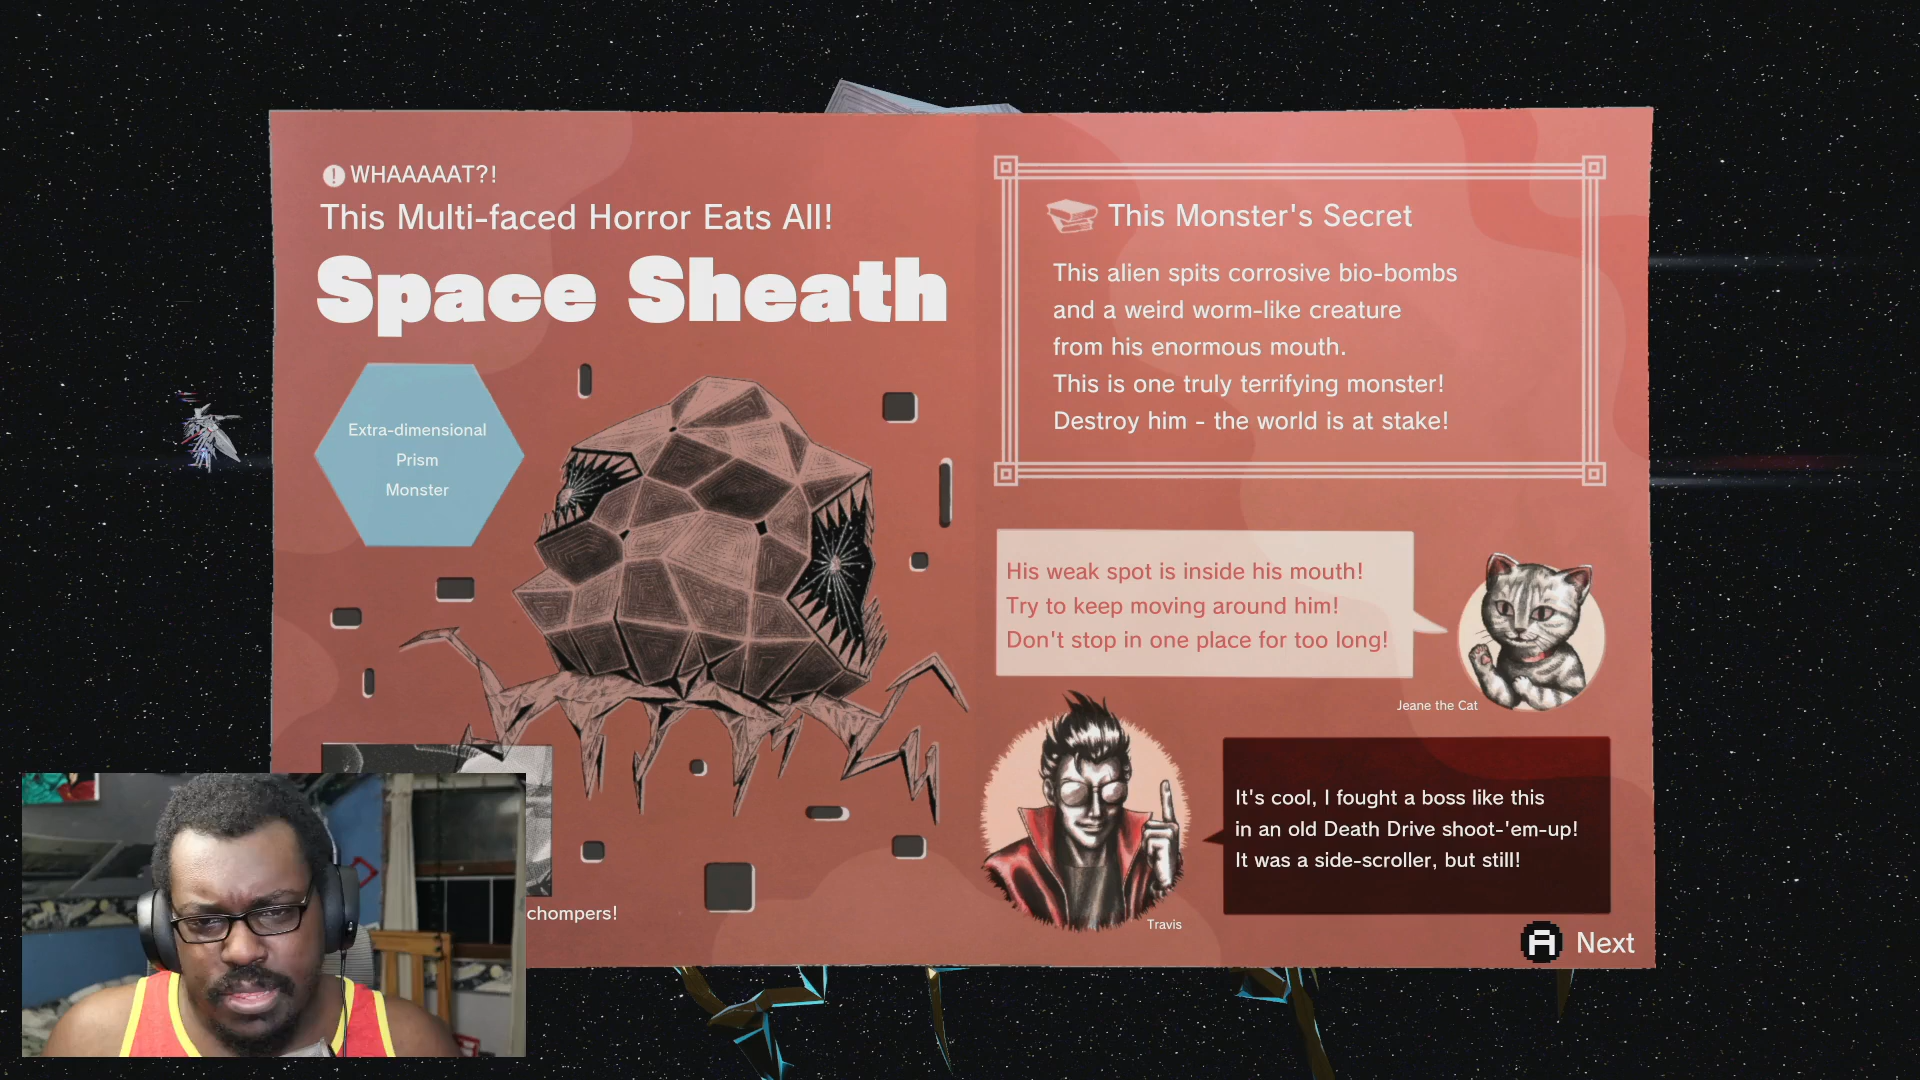 WHAAAAAT?!
This Multi-faced Horror Eats All!
Space Sheath
Extra-dimensional
Prism
Monster
chompers!
This Monster's Secret
This alien spits corrosive bio-bombs
and a weird worm-like creature
from his enormous mouth.
This is one truly terrifying monster!
Destroy him - the world is at stake!
His weak spot is inside his mouth!
Try to keep moving around him!
Don't stop in one place for too long!
Jeane the Cat
It's cool, I fought a boss like this
in an old Death Drive shoot-'em-up!
It was a side-scroller, but still!
Travis
A Next